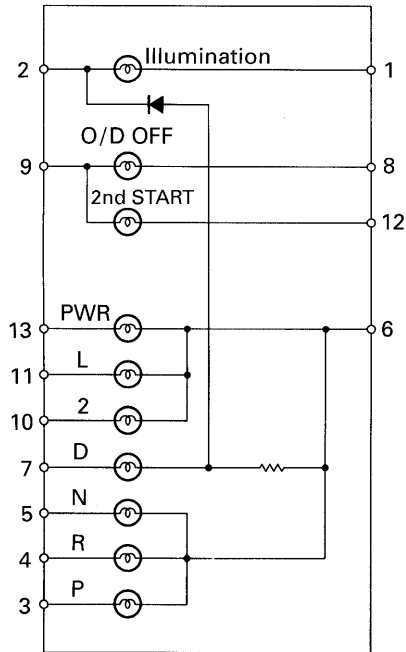 2 Illumination 1
O/D OFF
9 8
2nd START
12
PWR
13 6
L
11
2
10
D
7
N
5
R
4
P
3